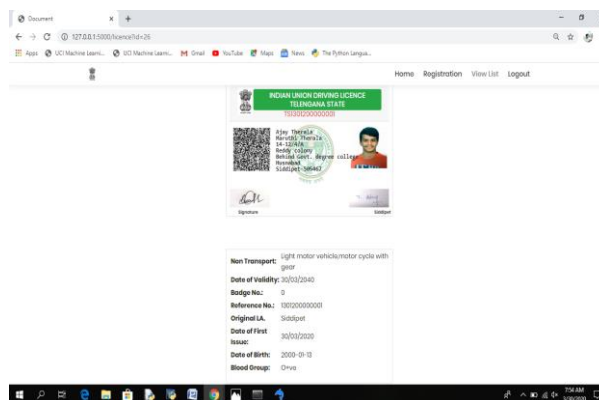 Document
127.0.0.1:5000/licence?id=26
Apps UCI Machine Learni... UCI Machine Learni... Gmail YouTube Maps News The Python Langua...
Home Registration View List Logout
INDIAN UNION DRIVING LICENCE
TELENGANA STATE
Ajay Therala
Maruthi Therala
14-12/4/A
Reddy colony
Behind Govt. degree college
Husnabad
Siddipet-505467
Signature Siddipet
Non Transport: Light motor vehicle,motor cycle with
gear
Date of Validity: 30/03/2040
Badge No.: 0
Reference No.: 130120000001
Original LA. Siddipet
Date of First
Issue: 30/03/2020
Date of Birth: 2000-01-13
Blood Group: O+ve
7:54 AM